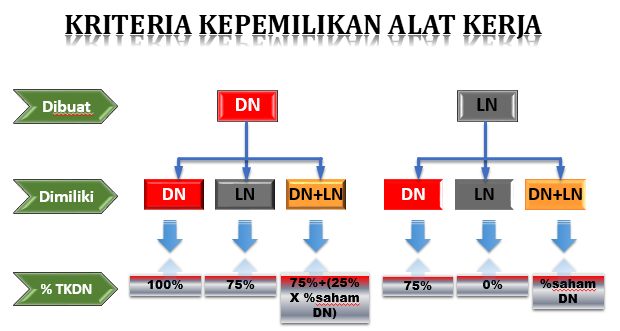 KRITERIA KEPEMILIKAN ALAT KERJA
Dibuat
DN
LN
Dimiliki
DN
LN
DN+LN
DN
LN
DN+LN
% TKDN
100%
75%
75%+(25%
X %saham
DN)
75%
0%
%saham
DN